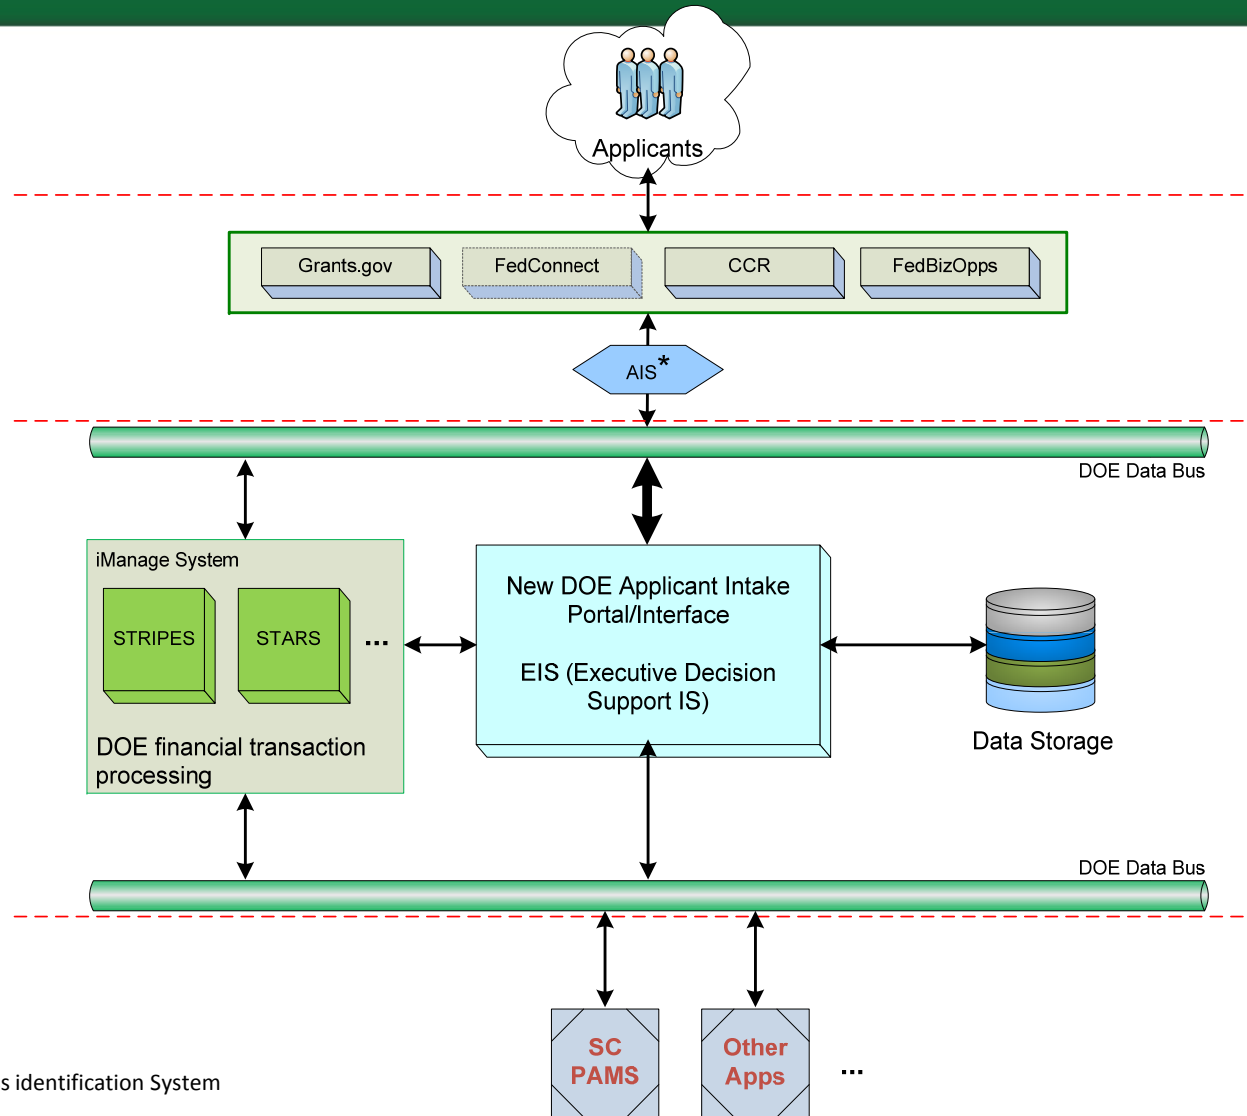 Applicants
Grants.gov
FedConnect
CCR
FedBizOpps
AIS*
DOE Data Bus
iManage System
STRIPES
STARS
...
DOE financial transaction
processing
New DOE Applicant Intake
Portal/Interface
EIS (Executive Decision
Support IS)
Data Storage
DOE Data Bus
SC
PAMS
Other
Apps
...
s identification System